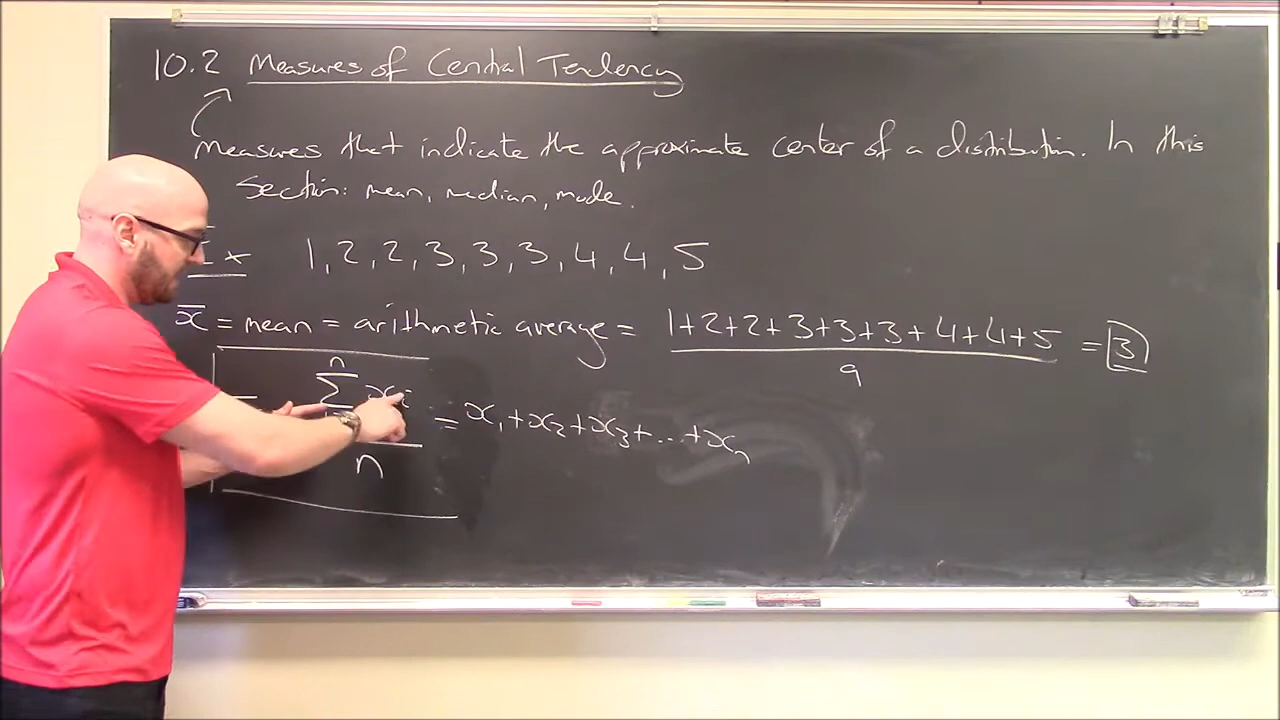 10.2 Measures of Central Tendency
Measures that indicate the approximate center of a distribution. In this
section: mean, median, mode.
Ex 1, 2, 2, 3, 3, 3, 4, 4, 5
x̄ = mean = arithmetic average = 1+2+2+3+3+3+4+4+5 = 3
9
n
Σ xi = x1+x2+x3+...+xn
n